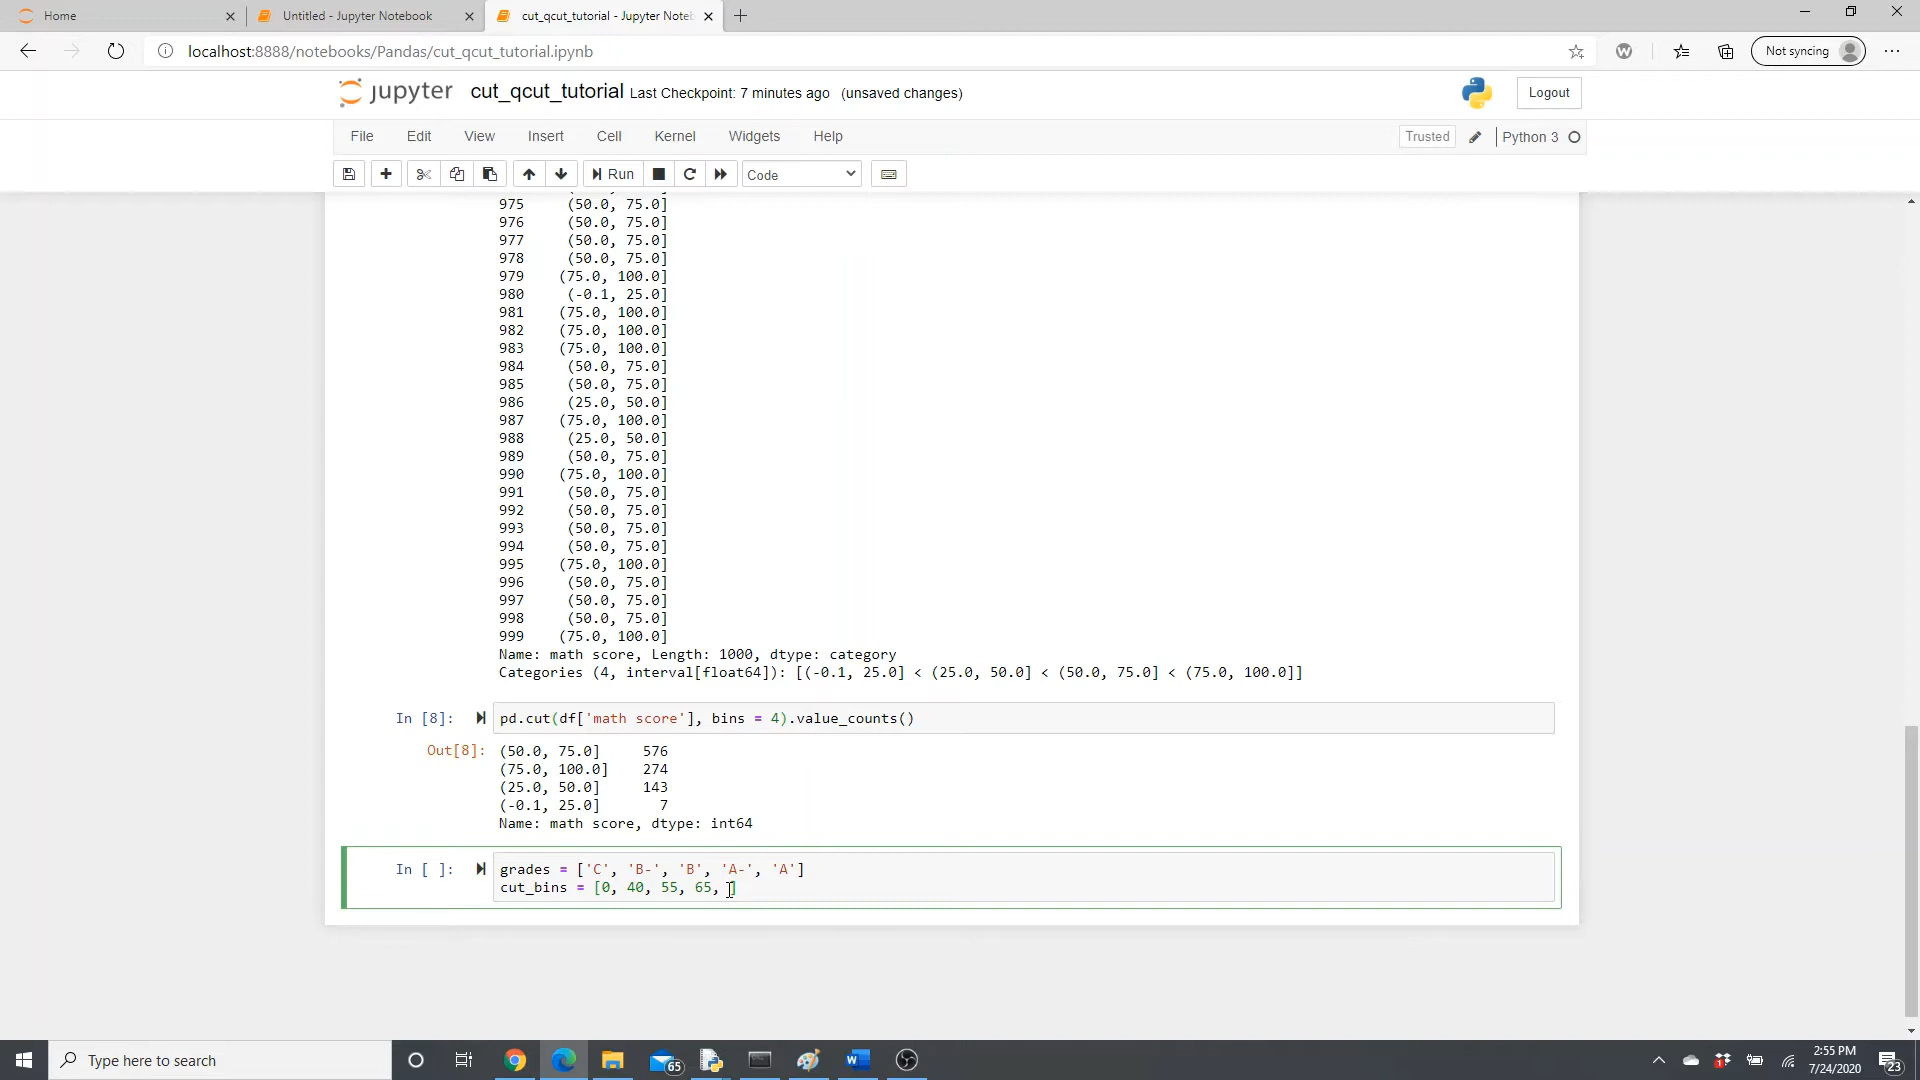 Home
Untitled - Jupyter Notebook
cut_qcut_tutorial - Jupyter Note
localhost:8888/notebooks/Pandas/cut_qcut_tutorial.ipynb
Not syncing
jupyter cut_qcut_tutorial Last Checkpoint: 7 minutes ago (unsaved changes)
Logout
File Edit View Insert Cell Kernel Widgets Help
Trusted
Python 3
Run
Code
975 (50.0, 75.0]
976 (50.0, 75.0]
977 (50.0, 75.0]
978 (50.0, 75.0]
979 (75.0, 100.0]
980 (-0.1, 25.0]
981 (75.0, 100.0]
982 (75.0, 100.0]
983 (75.0, 100.0]
984 (50.0, 75.0]
985 (50.0, 75.0]
986 (25.0, 50.0]
987 (75.0, 100.0]
988 (25.0, 50.0]
989 (50.0, 75.0]
990 (75.0, 100.0]
991 (50.0, 75.0]
992 (50.0, 75.0]
993 (50.0, 75.0]
994 (50.0, 75.0]
995 (75.0, 100.0]
996 (50.0, 75.0]
997 (50.0, 75.0]
998 (50.0, 75.0]
999 (75.0, 100.0]
Name: math score, Length: 1000, dtype: category
Categories (4, interval[float64]): [(-0.1, 25.0] < (25.0, 50.0] < (50.0, 75.0] < (75.0, 100.0]]
In [8]: pd.cut(df['math score'], bins = 4).value_counts()
Out[8]: (50.0, 75.0] 576
(75.0, 100.0] 274
(25.0, 50.0] 143
(-0.1, 25.0] 7
Name: math score, dtype: int64
In [ ]: grades = ['C', 'B-', 'B', 'A-', 'A']
cut_bins = [0, 40, 55, 65, ]
Type here to search
65
W
1
2:55 PM
7/24/2020
23